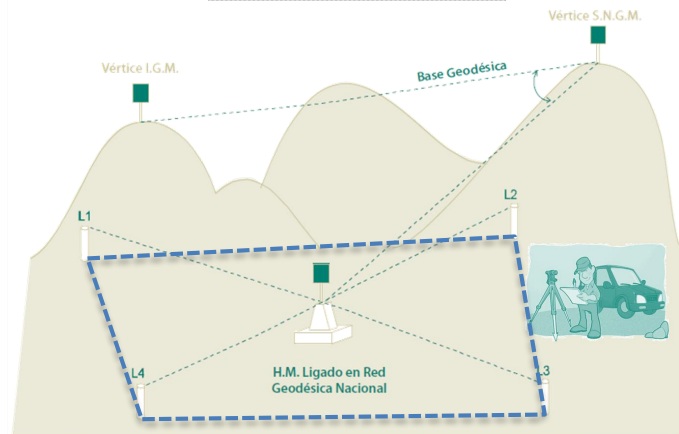 Vértice S.N.G.M.
Vértice I.G.M.
Base Geodésica
L1
L2
H.M. Ligado en Red
Geodésica Nacional
L4
L3